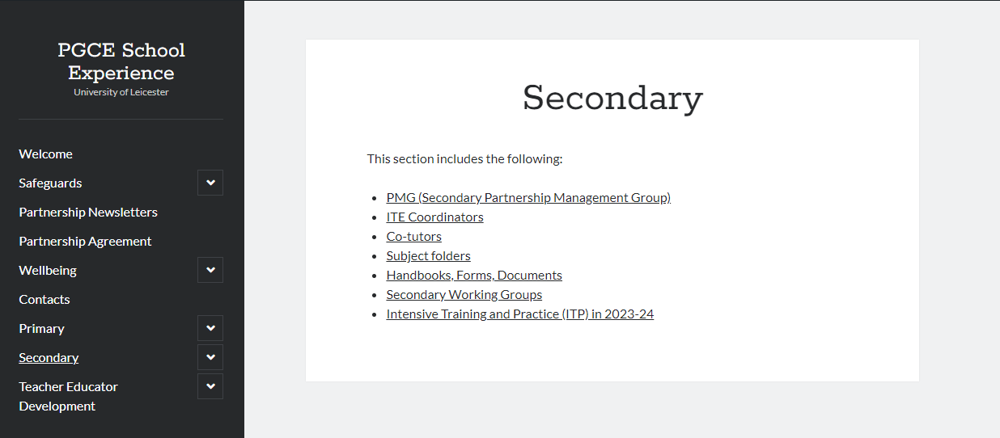 PGCE School
Experience
University of Leicester
Welcome
Safeguards
Partnership Newsletters
Partnership Agreement
Wellbeing
Contacts
Primary
Secondary
Teacher Educator
Development
Secondary
This section includes the following:
PMG (Secondary Partnership Management Group)
ITE Coordinators
Co-tutors
Subject folders
Handbooks, Forms, Documents
Secondary Working Groups
Intensive Training and Practice (ITP) in 2023-24